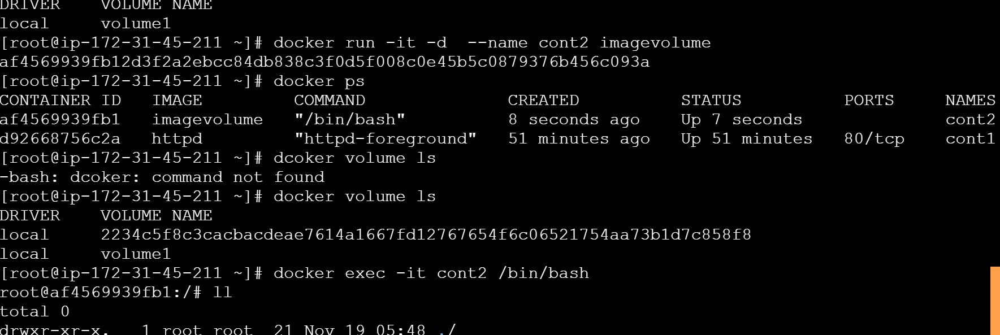 DRIVER    VOLUME NAME
local     volume1
[root@ip-172-31-45-211 ~]# docker run -it -d  --name cont2 imagevolume
af4569939fb12d3f2a2ebcc84db838c3f0d5f008c0e45b5c0879376b456c093a
[root@ip-172-31-45-211 ~]# docker ps
CONTAINER ID   IMAGE         COMMAND              CREATED          STATUS          PORTS     NAMES
af4569939fb1   imagevolume   "/bin/bash"          8 seconds ago    Up 7 seconds              cont2
d92668756c2a   httpd         "httpd-foreground"   51 minutes ago   Up 51 minutes   80/tcp    cont1
[root@ip-172-31-45-211 ~]# dcoker volume ls
-bash: dcoker: command not found
[root@ip-172-31-45-211 ~]# docker volume ls
DRIVER    VOLUME NAME
local     2234c5f8c3cacbacdeae7614a1667fd12767654f6c06521754aa73b1d7c858f8
local     volume1
[root@ip-172-31-45-211 ~]# docker exec -it cont2 /bin/bash
root@af4569939fb1:/# ll
total 0
drwxr-xr-x.   1 root root  21 Nov 19 05:48 ./